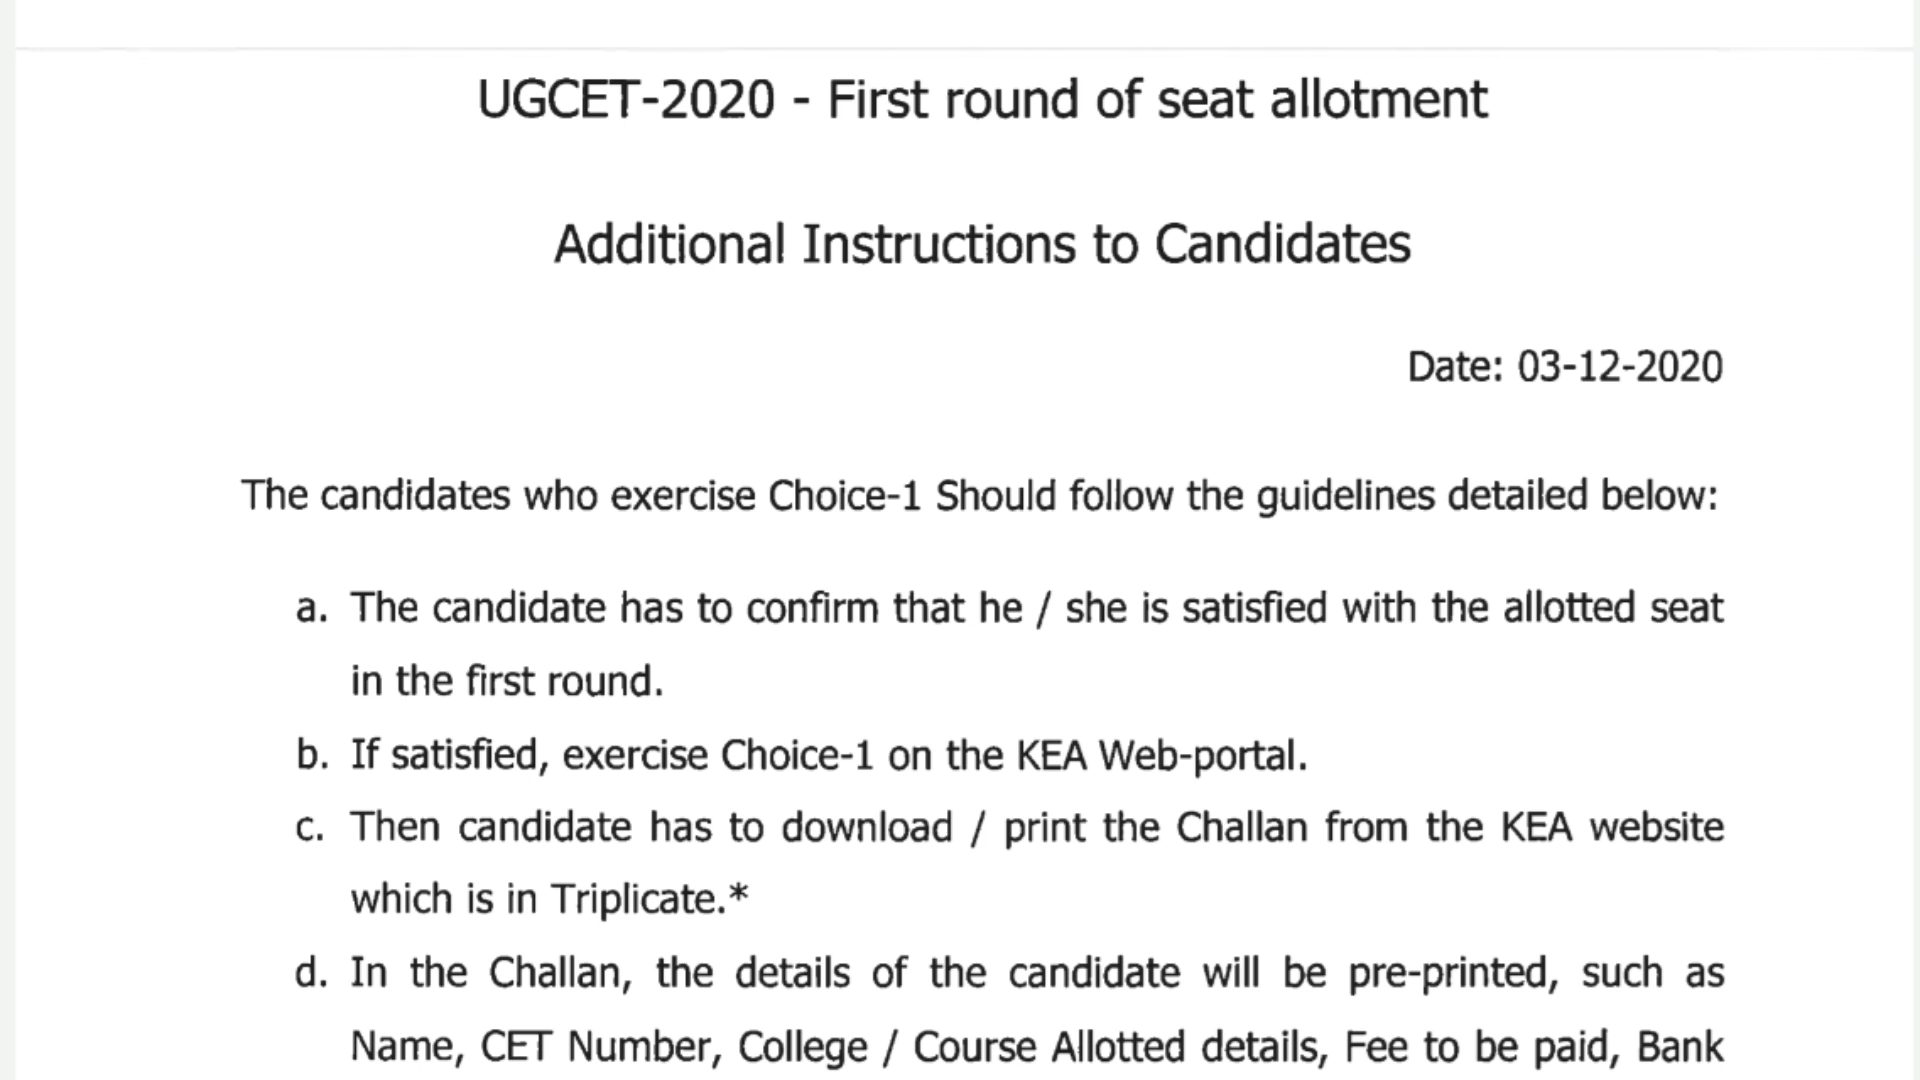 UGCET-2020 - First round of seat allotment
Additional Instructions to Candidates
Date: 03-12-2020
The candidates who exercise Choice-1 Should follow the guidelines detailed below:
a. The candidate has to confirm that he / she is satisfied with the allotted seat
in the first round.
b. If satisfied, exercise Choice-1 on the KEA Web-portal.
c. Then candidate has to download / print the Challan from the KEA website
which is in Triplicate.*
d. In the Challan, the details of the candidate will be pre-printed, such as
Name, CET Number, College / Course Allotted details, Fee to be paid, Bank